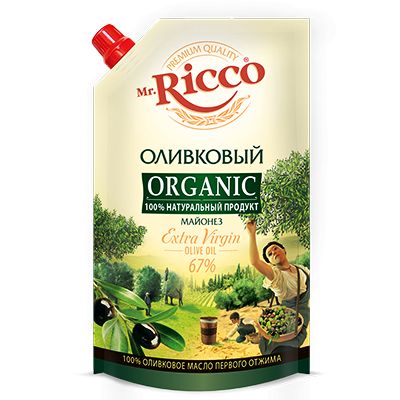 PREMIUM QUALITY
Mr. Ricco®
ОЛИВКОВЫЙ
ORGANIC
100% НАТУРАЛЬНЫЙ ПРОДУКТ
МАЙОНЕЗ
Extra Virgin
OLIVE OIL
67%
100% ОЛИВКОВОЕ МАСЛО ПЕРВОГО ОТЖИМА